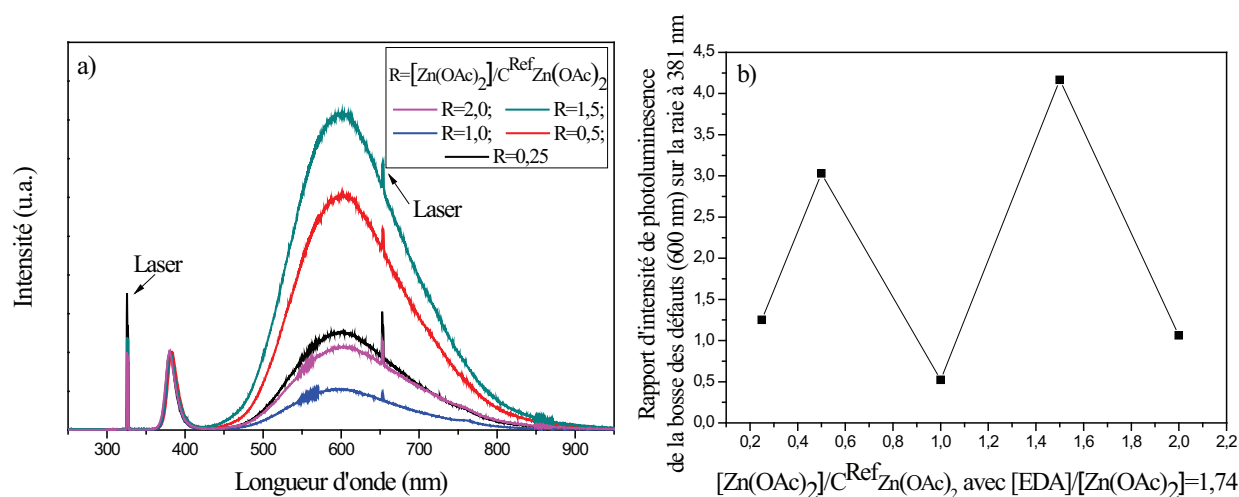 a)
R=[Zn(OAc)2]/C^Ref Zn(OAc)2
R=2,0; R=1,5;
R=1,0; R=0,5;
R=0,25
Laser
Laser
Intensité (u.a.)
300 400 500 600 700 800 900
Longueur d'onde (nm)
b)
Rapport d'intensité de photoluminesesence
de la bosse des défauts (600 nm) sur la raie à 381 nm
4,5
4,0
3,5
3,0
2,5
2,0
1,5
1,0
0,5
0,0
0,2 0,4 0,6 0,8 1,0 1,2 1,4 1,6 1,8 2,0 2,2
[Zn(OAc)2]/C^Ref Zn(OAc)2 avec [EDA]/[Zn(OAc)2]=1,74